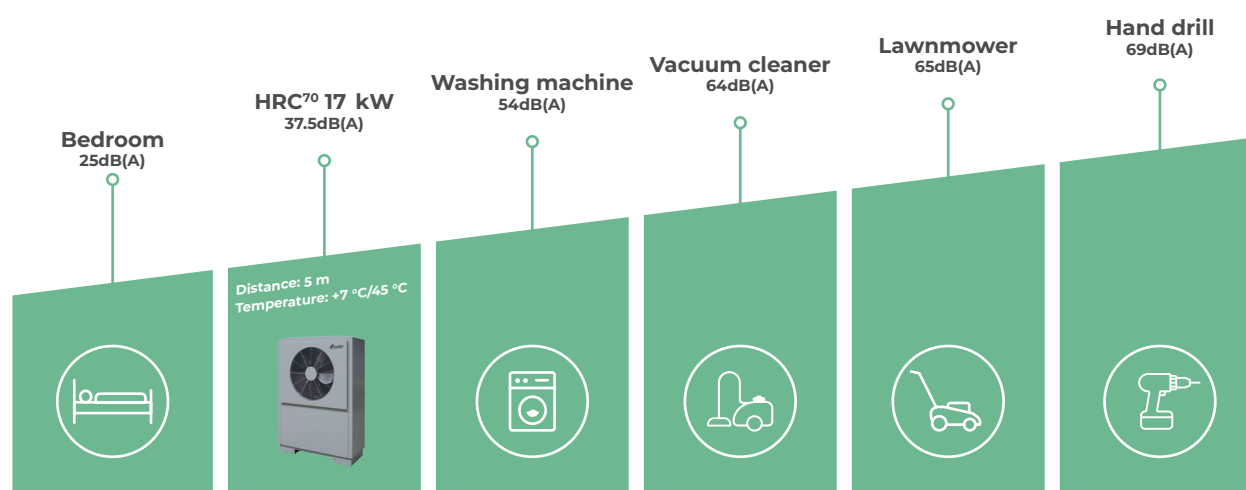 Bedroom
25dB(A)
HRC⁷⁰ 17 kW
37.5dB(A)
Distance: 5 m
Temperature: +7 °C/45 °C
Washing machine
54dB(A)
Vacuum cleaner
64dB(A)
Lawnmower
65dB(A)
Hand drill
69dB(A)